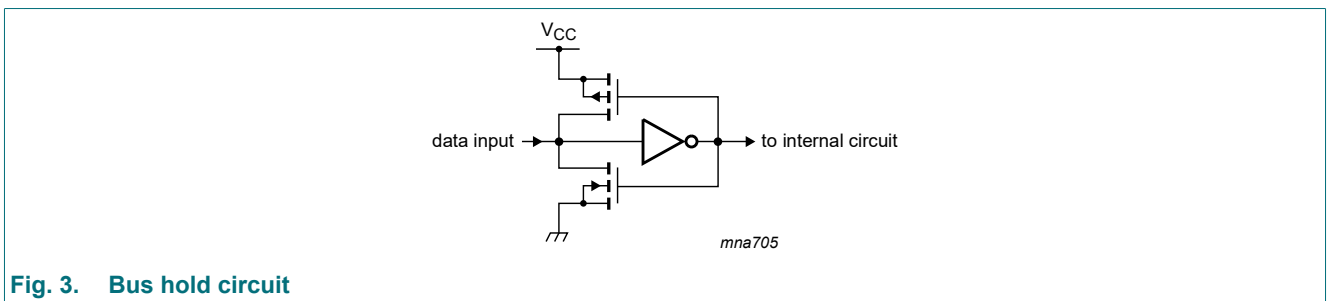 VCC
data input
to internal circuit
mna705
Fig. 3. Bus hold circuit